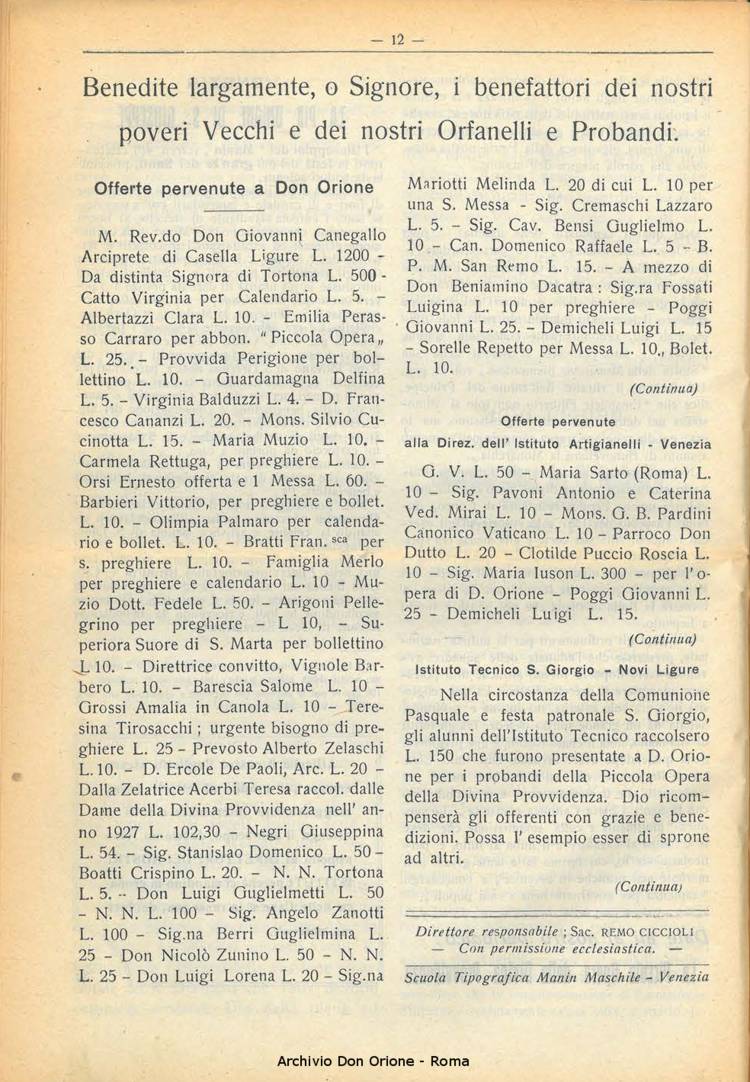 — 12 —
Benedite largamente, o Signore, i benefattori dei nostri
poveri Vecchi e dei nostri Orfanelli e Probandi.
Offerte pervenute a Don Orione
M. Rev.do Don Giovanni Canegallo
Arciprete di Casella Ligure L. 1200 -
Da distinta Signora di Tortona L. 500 -
Catto Virginia per Calendario L. 5. –
Albertazzi Clara L. 10. - Emilia Peras-
so Carraro per abbon. "Piccola Opera„
L. 25. - Provvida Perigione per bol-
lettino L. 10. - Guardamagna Delfina
L. 5. - Virginia Balduzzi L. 4. - D. Fran-
cesco Cananzi L. 20. - Mons. Silvio Cu-
cinotta L. 15. - Maria Muzio L. 10. -
Carmela Rettuga, per preghiere L. 10. -
Orsi Ernesto offerta e 1 Messa L. 60. -
Barbieri Vittorio, per preghiere e bollet.
L. 10. - Olimpia Palmaro per calenda-
rio e bollet. L. 10. - Bratti Fran.sca per
s. preghiere L. 10. - Famiglia Merlo
per preghiere e calendario L. 10 - Mu-
zio Dott. Fedele L. 50. - Arigoni Pelle-
grino per preghiere - L 10, - Su-
periora Suore di S. Marta per bollettino
L 10. - Direttrice convitto, Vignole Bar-
bero L. 10. - Barescia Salome L. 10 -
Grossi Amalia in Canola L. 10 - Tere-
sina Tirosacchi ; urgente bisogno di pre-
ghiere L. 25 - Prevosto Alberto Zelaschi
L. 10. - D. Ercole De Paoli, Arc. L. 20 -
Dalla Zelatrice Acerbi Teresa raccol. dalle
Dame della Divina Provvidenza nell' an-
no 1927 L. 102,30 - Negri Giuseppina
L. 54. - Sig. Stanislao Domenico L. 50 -
Boatti Crispino L. 20. - N. N. Tortona
L. 5. - Don Luigi Guglielmetti L. 50
- N. N. L. 100 - Sig. Angelo Zanotti
L. 100 - Sig.na Berri Guglielmina L.
25 - Don Nicolò Zunino L. 50 - N. N.
L. 25 - Don Luigi Lorena L. 20 - Sig.na
Mariotti Melinda L. 20 di cui L. 10 per
una S. Messa - Sig. Cremaschi Lazzaro
L. 5. - Sig. Cav. Bensi Guglielmo L.
10 - Can. Domenico Raffaele L. 5 - B.
P. M. San Remo L. 15. - A mezzo di
Don Beniamino Dacatra : Sig.ra Fossati
Luigina L. 10 per preghiere - Poggi
Giovanni L. 25. - Demicheli Luigi L. 15
- Sorelle Repetto per Messa L. 10,, Bolet.
L. 10.
(Continua)
Offerte pervenute
alla Direz. dell' Istituto Artigianelli - Venezia
G. V. L. 50 - Maria Sarto (Roma) L.
10 - Sig. Pavoni Antonio e Caterina
Ved. Mirai L. 10 - Mons. G. B. Pardini
Canonico Vaticano L. 10 - Parroco Don
Dutto L. 20 - Clotilde Puccio Roscia L.
10 - Sig. Maria Iuson L. 300 - per l' o-
pera di D. Orione - Poggi Giovanni L.
25 - Demicheli Luigi L. 15.
(Continua)
Istituto Tecnico S. Giorgio - Novi Ligure
Nella circostanza della Comunione
Pasquale e festa patronale S. Giorgio,
gli alunni dell'Istituto Tecnico raccolsero
L. 150 che furono presentate a D. Orio-
ne per i probandi della Piccola Opera
della Divina Provvidenza. Dio ricom-
penserà gli offerenti con grazie e bene-
dizioni. Possa l' esempio esser di sprone
ad altri.
(Continua)
Direttore responsabile ; Sac. REMO CICCIOLI
— Con permissione ecclesiastica. —
Scuola Tipografica Manin Maschile - Venezia
Archivio Don Orione - Roma